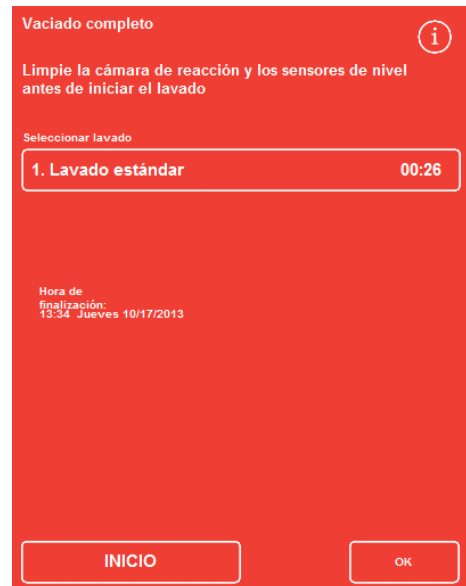 Vaciado completo
i
Limpie la cámara de reacción y los sensores de nivel
antes de iniciar el lavado
Seleccionar lavado
1. Lavado estándar 00:26
Hora de
finalización:
13:34 Jueves 10/17/2013
INICIO
OK